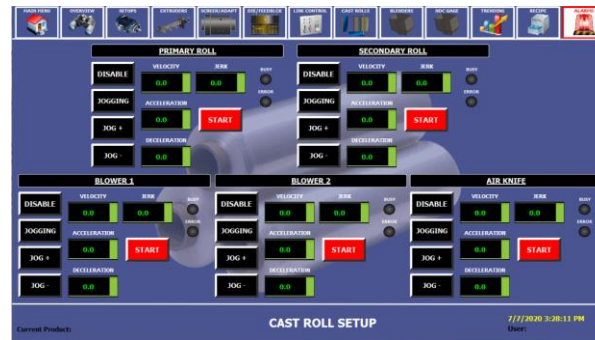 MAIN MENU OVERVIEW SETUPS EXTRUDERS SCREEN/ADAPT DIE/FEEDBLCK LINE CONTROL CAST ROLLS BLENDERS NDC GAGE TRENDING RECIPE ALARMS
PRIMARY ROLL
DISABLE
JOGGING
JOG +
JOG -
VELOCITY
0.0
JERK
0.0
BUSY
ERROR
ACCELERATION
0.0
START
DECELERATION
0.0
SECONDARY ROLL
DISABLE
JOGGING
JOG +
JOG -
VELOCITY
0.0
JERK
0.0
BUSY
ERROR
ACCELERATION
0.0
START
DECELERATION
0.0
BLOWER 1
DISABLE
JOGGING
JOG +
JOG -
VELOCITY
0.0
JERK
0.0
BUSY
ERROR
ACCELERATION
0.0
START
DECELERATION
0.0
BLOWER 2
DISABLE
JOGGING
JOG +
JOG -
VELOCITY
0.0
JERK
0.0
BUSY
ERROR
ACCELERATION
0.0
START
DECELERATION
0.0
AIR KNIFE
DISABLE
JOGGING
JOG +
JOG -
VELOCITY
0.0
JERK
0.0
BUSY
ERROR
ACCELERATION
0.0
START
DECELERATION
0.0
Current Product:
CAST ROLL SETUP
7/7/2020 3:28:11 PM
User: